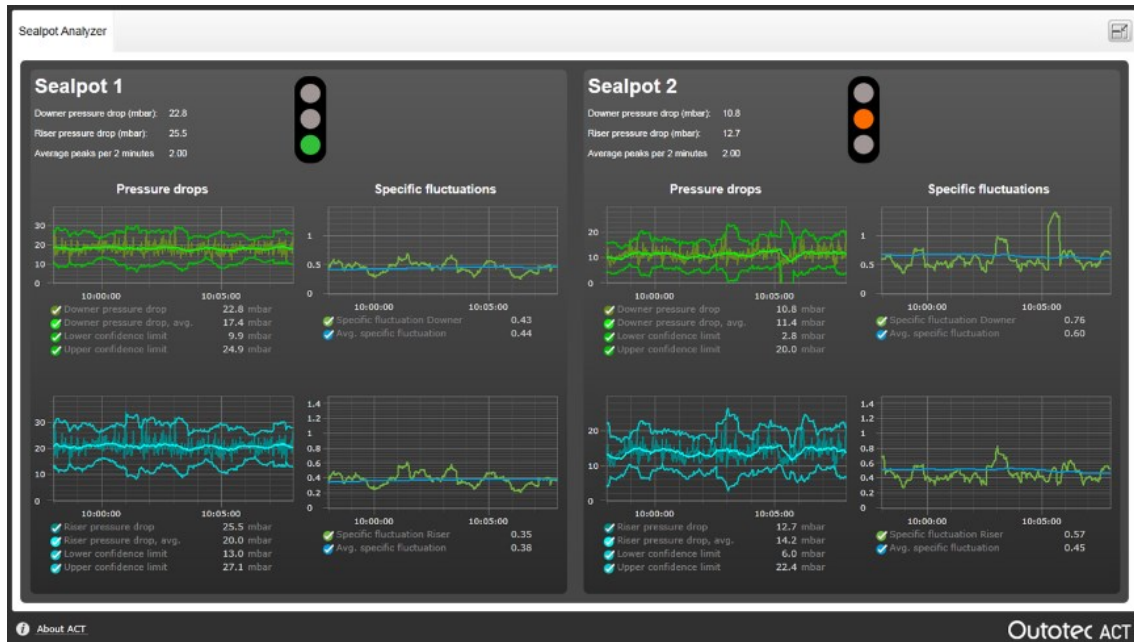 Sealpot Analyzer
Sealpot 1
Downer pressure drop (mbar): 22.8
Riser pressure drop (mbar): 25.5
Average peaks per 2 minutes 2.00
Pressure drops
Specific fluctuations
30
20
10
0
10:00:00 10:05:00
1
0.5
0
10:00:00 10:05:00
Downer pressure drop 22.8 mbar
Downer pressure drop, avg. 17.4 mbar
Lower confidence limit 9.9 mbar
Upper confidence limit 24.9 mbar
Specific fluctuation Downer 0.43
Avg. specific fluctuation 0.44
30
20
10
0
10:00:00 10:05:00
1.4
1.2
1
0.8
0.6
0.4
0.2
0
10:00:00 10:05:00
Riser pressure drop 25.5 mbar
Riser pressure drop, avg. 20.0 mbar
Lower confidence limit 13.0 mbar
Upper confidence limit 27.1 mbar
Specific fluctuation Riser 0.35
Avg. specific fluctuation 0.38
Sealpot 2
Downer pressure drop (mbar): 10.8
Riser pressure drop (mbar): 12.7
Average peaks per 2 minutes 2.00
Pressure drops
Specific fluctuations
20
10
0
10:00:00 10:05:00
1
0.5
0
10:00:00 10:05:00
Downer pressure drop 10.8 mbar
Downer pressure drop, avg. 11.4 mbar
Lower confidence limit 2.8 mbar
Upper confidence limit 20.0 mbar
Specific fluctuation Downer 0.76
Avg. specific fluctuation 0.60
20
10
0
10:00:00 10:05:00
1.4
1.2
1
0.8
0.6
0.4
0.2
0
10:00:00 10:05:00
Riser pressure drop 12.7 mbar
Riser pressure drop, avg. 14.2 mbar
Lower confidence limit 6.0 mbar
Upper confidence limit 22.4 mbar
Specific fluctuation Riser 0.57
Avg. specific fluctuation 0.45
About ACT
Outotec ACT